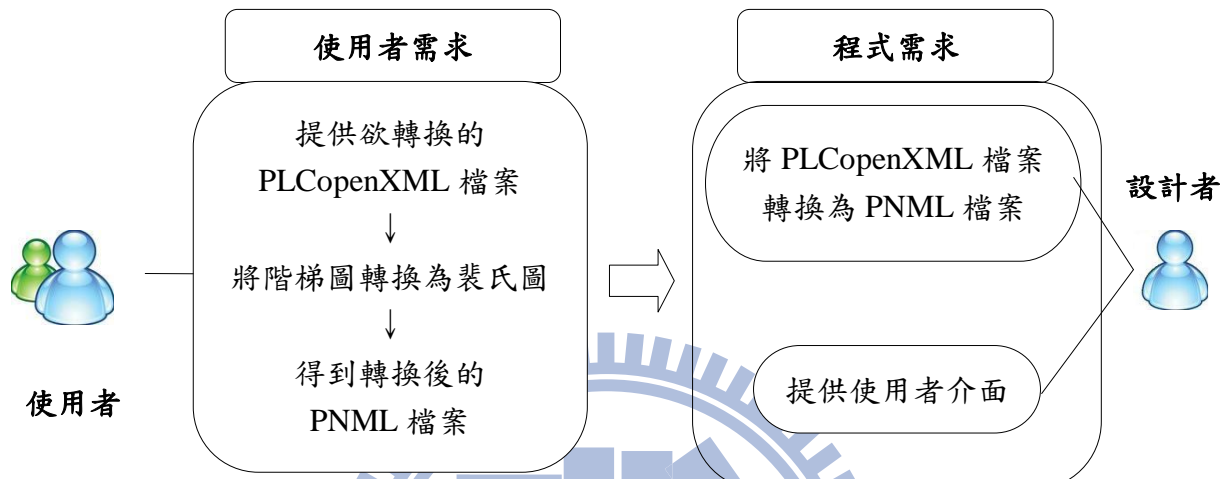 使用者需求
提供欲轉換的
PLCopenXML 檔案
↓
將階梯圖轉換為裴氏圖
↓
得到轉換後的
PNML 檔案
使用者
程式需求
將 PLCopenXML 檔案
轉換為 PNML 檔案
提供使用者介面
設計者